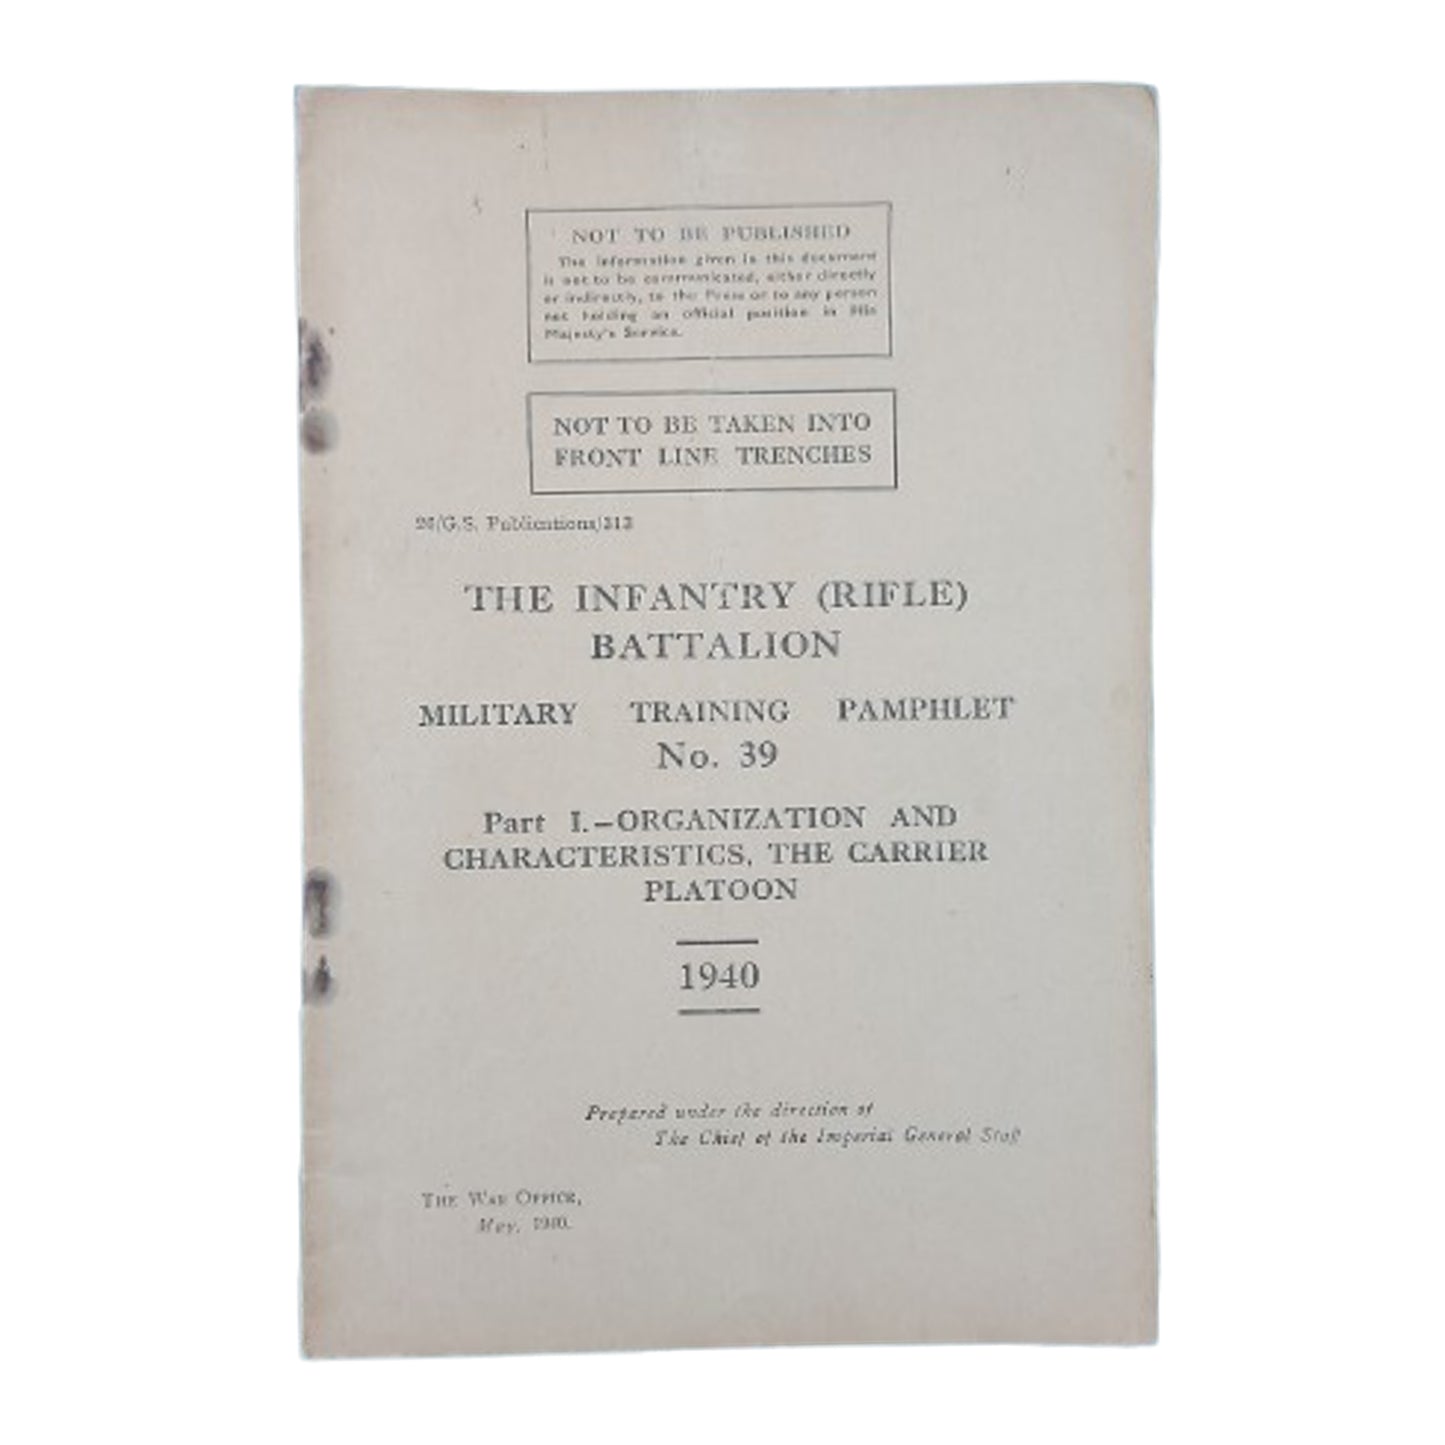 NOT TO BE PUBLISHED
The information given in this document
is not to be communicated, either directly
or indirectly, to the Press or to any person
not holding an official position in His
Majesty's Service.
NOT TO BE TAKEN INTO
FRONT LINE TRENCHES
26/G.S. Publications/313
THE INFANTRY (RIFLE)
BATTALION
MILITARY TRAINING PAMPHLET
No. 39
Part I.—ORGANIZATION AND
CHARACTERISTICS, THE CARRIER
PLATOON
1940
Prepared under the direction of
The Chief of the Imperial General Staff
THE WAR OFFICE,
May, 1940.